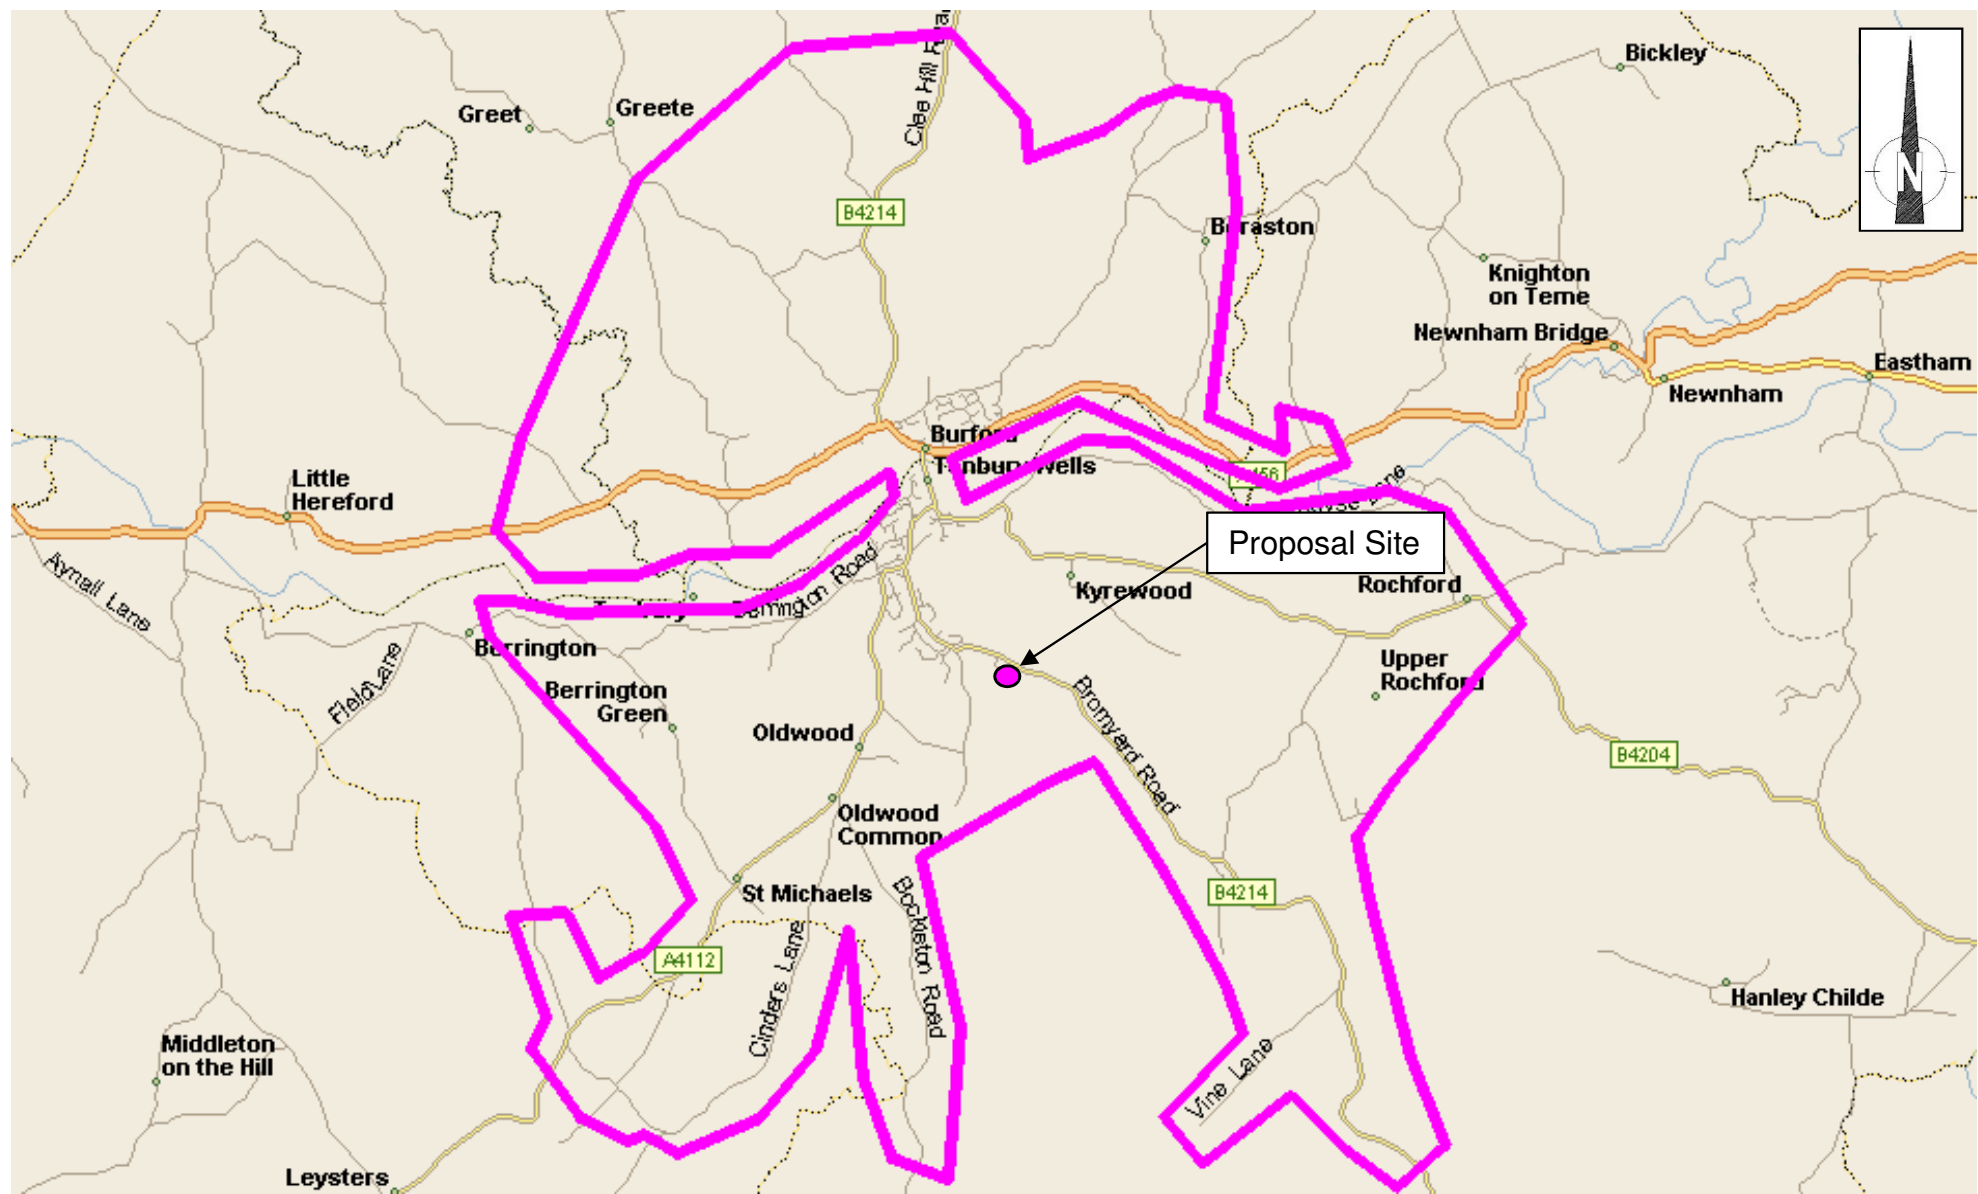 Bickley
Clee Hill Road
Greet
Greete
N
B4214
Boraston
Knighton
on Teme
Newnham Bridge
Eastham
Newnham
Burford
Tenbury Wells
Little
Hereford
Aynall Lane
Proposal Site
Rochford
Kyrewood
Berrington Road
Berrington
Field Lane
Upper
Rochford
Berrington
Green
Bromyard Road
Oldwood
B4204
Oldwood
Common
St Michaels
B4214
Bockleton Road
Cinders Lane
A4112
Hanley Childe
Middleton
on the Hill
Vine Lane
Leysters